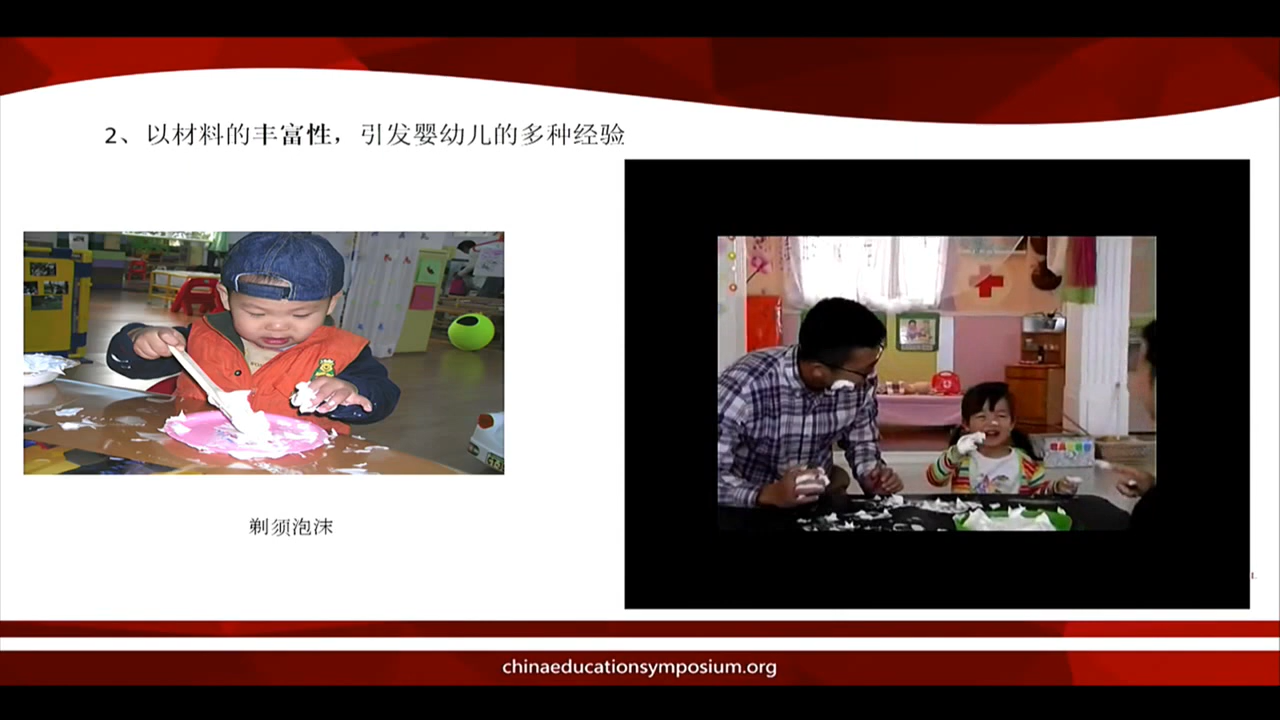 2、以材料的丰富性，引发婴幼儿的多种经验
剃须泡沫
chinaeducationsymposium.org